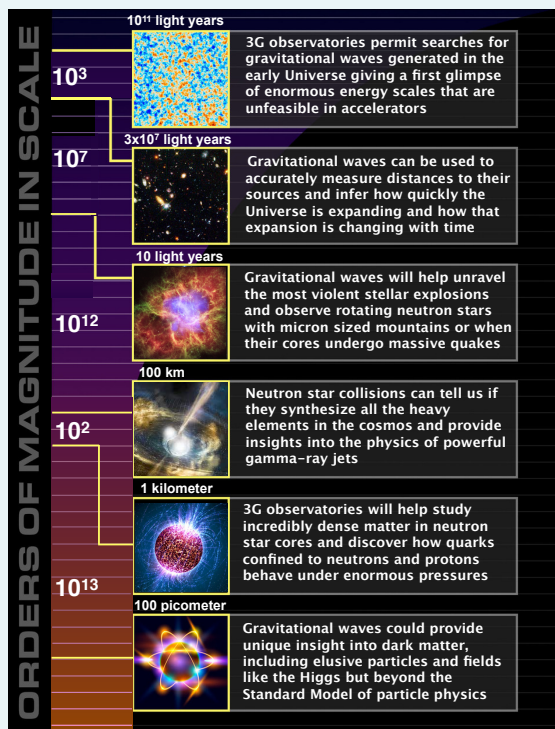 ORDERS OF MAGNITUDE IN SCALE
10¹¹ light years
3G observatories permit searches for
gravitational waves generated in the
early Universe giving a first glimpse
of enormous energy scales that are
unfeasible in accelerators
10³
3x10⁷ light years
10⁷
Gravitational waves can be used to
accurately measure distances to their
sources and infer how quickly the
Universe is expanding and how that
expansion is changing with time
10 light years
Gravitational waves will help unravel
the most violent stellar explosions
and observe rotating neutron stars
with micron sized mountains or when
their cores undergo massive quakes
10¹²
100 km
Neutron star collisions can tell us if
they synthesize all the heavy
elements in the cosmos and provide
insights into the physics of powerful
gamma-ray jets
10²
1 kilometer
3G observatories will help study
incredibly dense matter in neutron
star cores and discover how quarks
confined to neutrons and protons
behave under enormous pressures
10¹³
100 picometer
Gravitational waves could provide
unique insight into dark matter,
including elusive particles and fields
like the Higgs but beyond the
Standard Model of particle physics